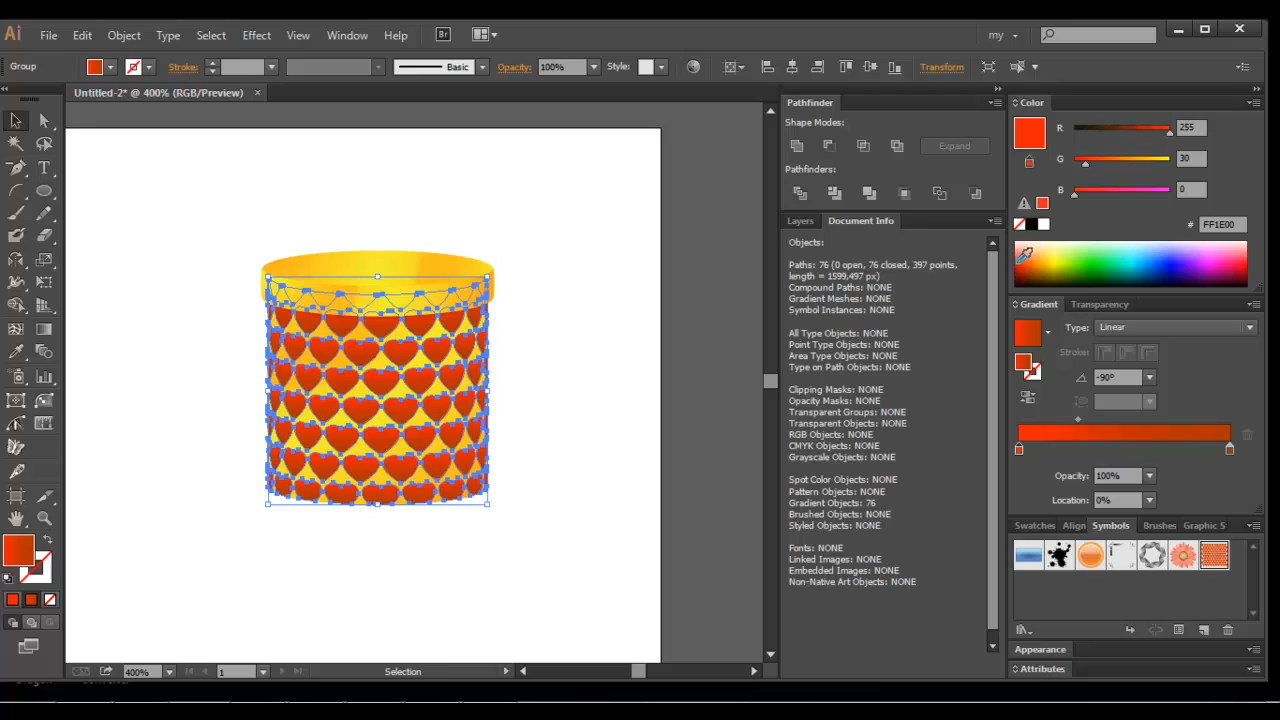 Ai File Edit Object Type Select Effect View Window Help Br my
Group Stroke: Basic Opacity: 100% Style: Transform
Untitled-2* @ 400% (RGB/Preview) ×
Pathfinder
Shape Modes:
Expand
Pathfinders:
Layers Document Info
Objects:
Paths: 76 (0 open, 76 closed, 397 points,
length = 1599,497 px)
Compound Paths: NONE
Gradient Meshes: NONE
Symbol Instances: NONE
All Type Objects: NONE
Point Type Objects: NONE
Area Type Objects: NONE
Type on Path Objects: NONE
Clipping Masks: NONE
Opacity Masks: NONE
Transparent Groups: NONE
Transparent Objects: NONE
RGB Objects: NONE
CMYK Objects: NONE
Grayscale Objects: NONE
Spot Color Objects: NONE
Pattern Objects: NONE
Gradient Objects: 76
Brushed Objects: NONE
Styled Objects: NONE
Fonts: NONE
Linked Images: NONE
Embedded Images: NONE
Non-Native Art Objects: NONE
Color
R 255
G 30
B 0
# FF1E00
Gradient Transparency
Type: Linear
Stroke:
-90°
Opacity: 100%
Location: 0%
Swatches Align Symbols Brushes Graphic S
Appearance
Attributes
400% 1 Selection